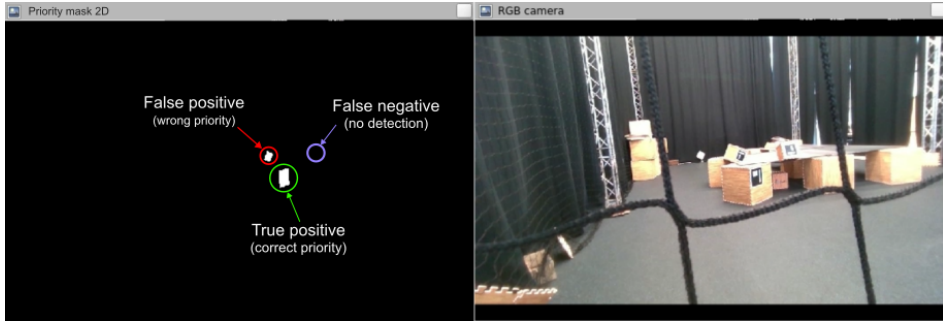 Priority mask 2D
RGB camera
False positive
(wrong priority)
False negative
(no detection)
True positive
(correct priority)